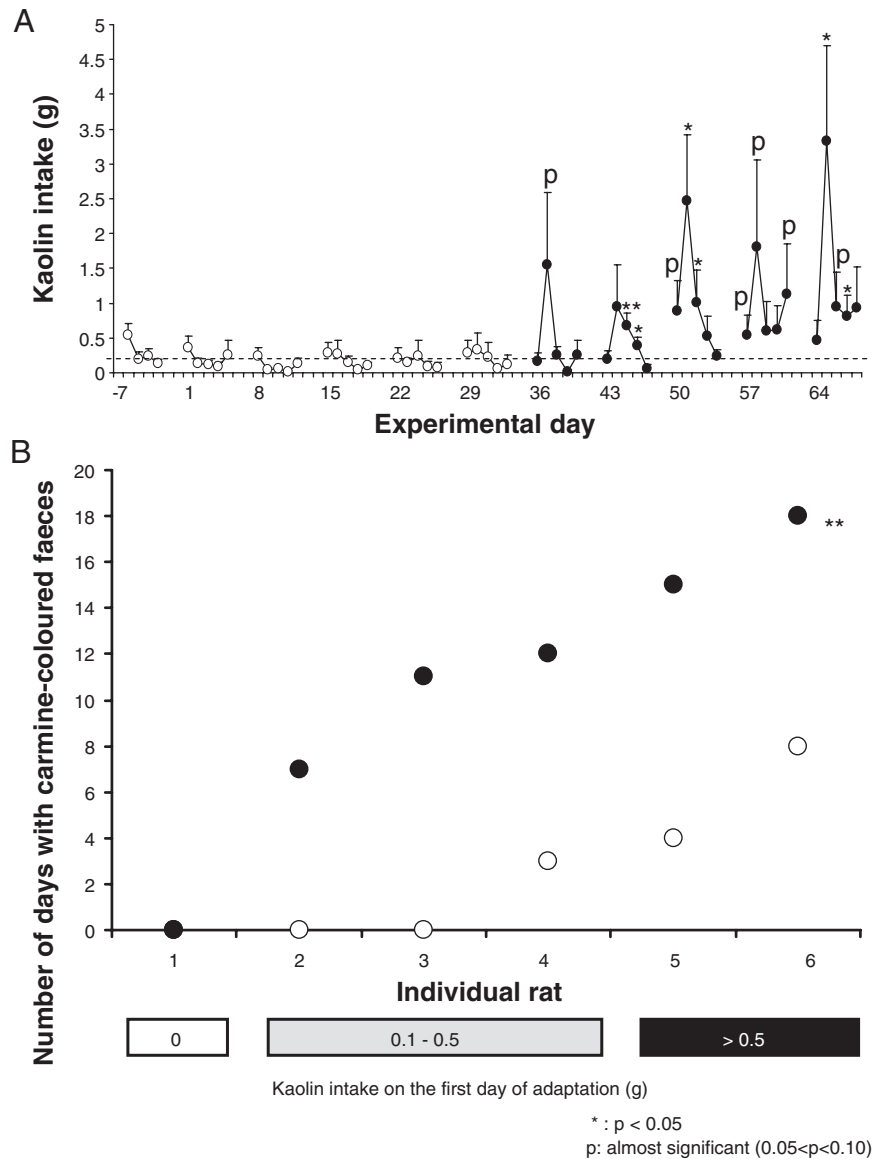 A
Kaolin intake (g)
5
4.5
4
3.5
3
2.5
2
1.5
1
0.5
0
p
p
*
p
*
**
*
p
p
*
p
*
-7 1 8 15 22 29 36 43 50 57 64
Experimental day
B
Number of days with carmine-coloured faeces
20
18
16
14
12
10
8
6
4
2
0
**
1 2 3 4 5 6
Individual rat
0 0.1 - 0.5 > 0.5
Kaolin intake on the first day of adaptation (g)
* : p < 0.05
p: almost significant (0.05<p<0.10)